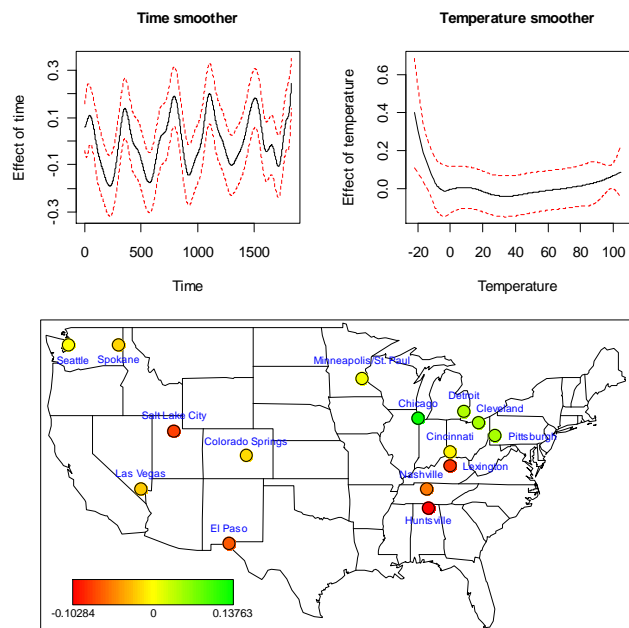 Time smoother
Temperature smoother
Effect of time
-0.3 -0.1 0.1 0.3
0 500 1000 1500
Time
Effect of temperature
0.0 0.2 0.4 0.6
-20 0 20 40 60 80 100
Temperature
Seattle
Spokane
Minneapolis/St. Paul
Chicago
Detroit
Cleveland
Salt Lake City
Colorado Springs
Cincinnati
Pittsburgh
Las Vegas
Nashville
Lexington
El Paso
Huntsville
-0.10284 0 0.13763